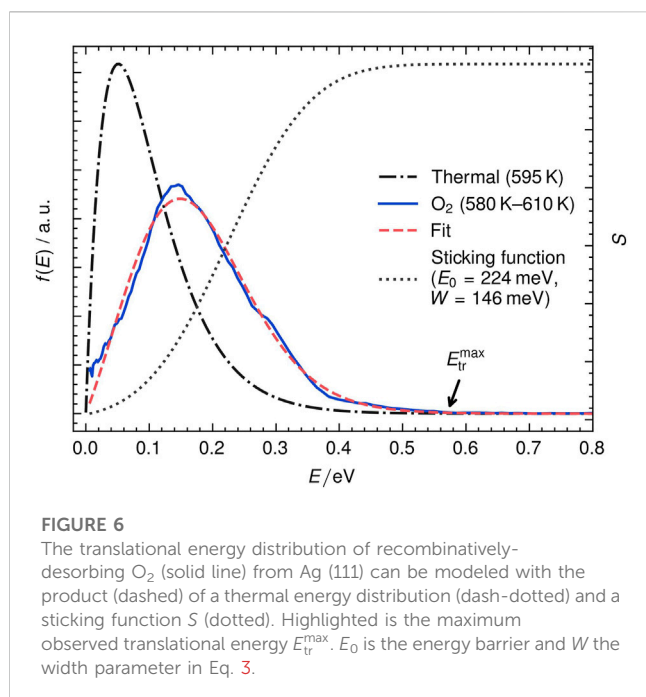 f(E) / a. u.
S
Thermal (595 K)
O₂ (580 K–610 K)
Fit
Sticking function
(E₀ = 224 meV,
W = 146 meV)
E_tr^max
0.0 0.1 0.2 0.3 0.4 0.5 0.6 0.7 0.8
E / eV
FIGURE 6
The translational energy distribution of recombinatively-
desorbing O₂ (solid line) from Ag (111) can be modeled with the
product (dashed) of a thermal energy distribution (dash-dotted) and a
sticking function S (dotted). Highlighted is the maximum
observed translational energy E_tr^max. E₀ is the energy barrier and W the
width parameter in Eq. 3.